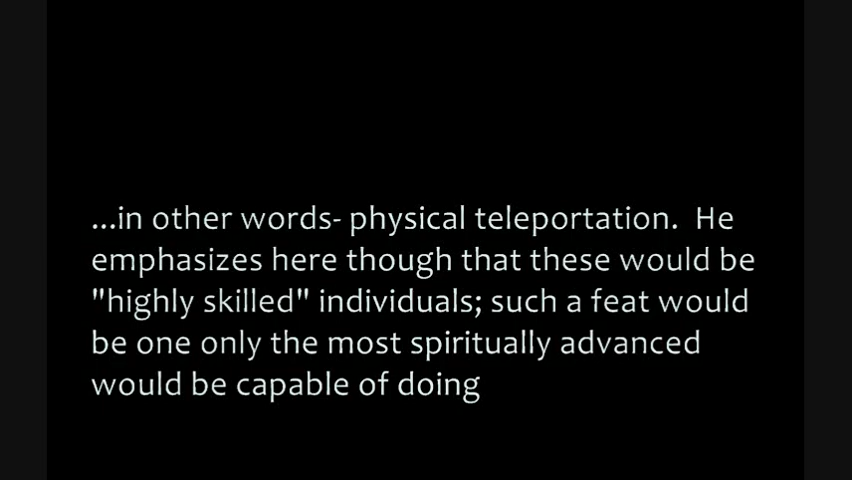 ...in other words- physical teleportation.  He
emphasizes here though that these would be
"highly skilled" individuals; such a feat would
be one only the most spiritually advanced
would be capable of doing